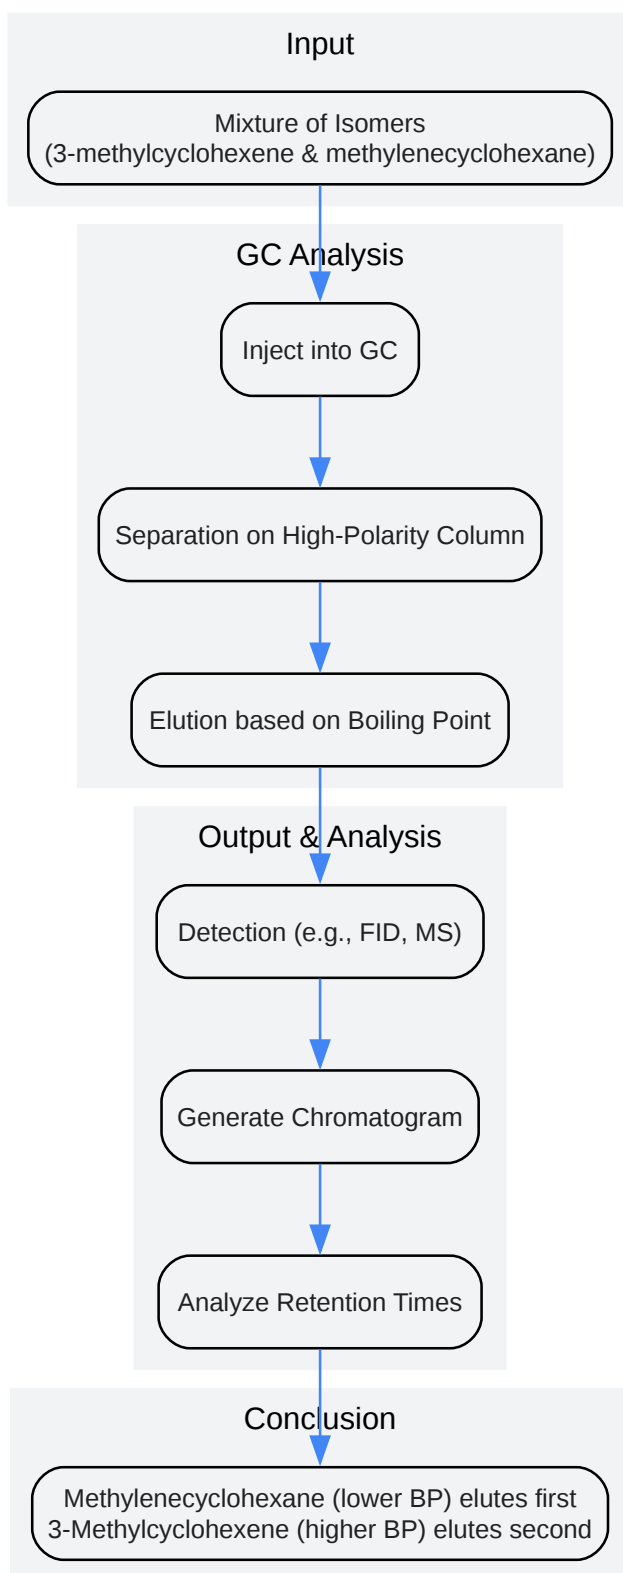 Input
Mixture of Isomers
(3-methylcyclohexene & methylenecyclohexane)
GC Analysis
Inject into GC
Separation on High-Polarity Column
Elution based on Boiling Point
Output & Analysis
Detection (e.g., FID, MS)
Generate Chromatogram
Analyze Retention Times
Conclusion
Methylenecyclohexane (lower BP) elutes first
3-Methylcyclohexene (higher BP) elutes second